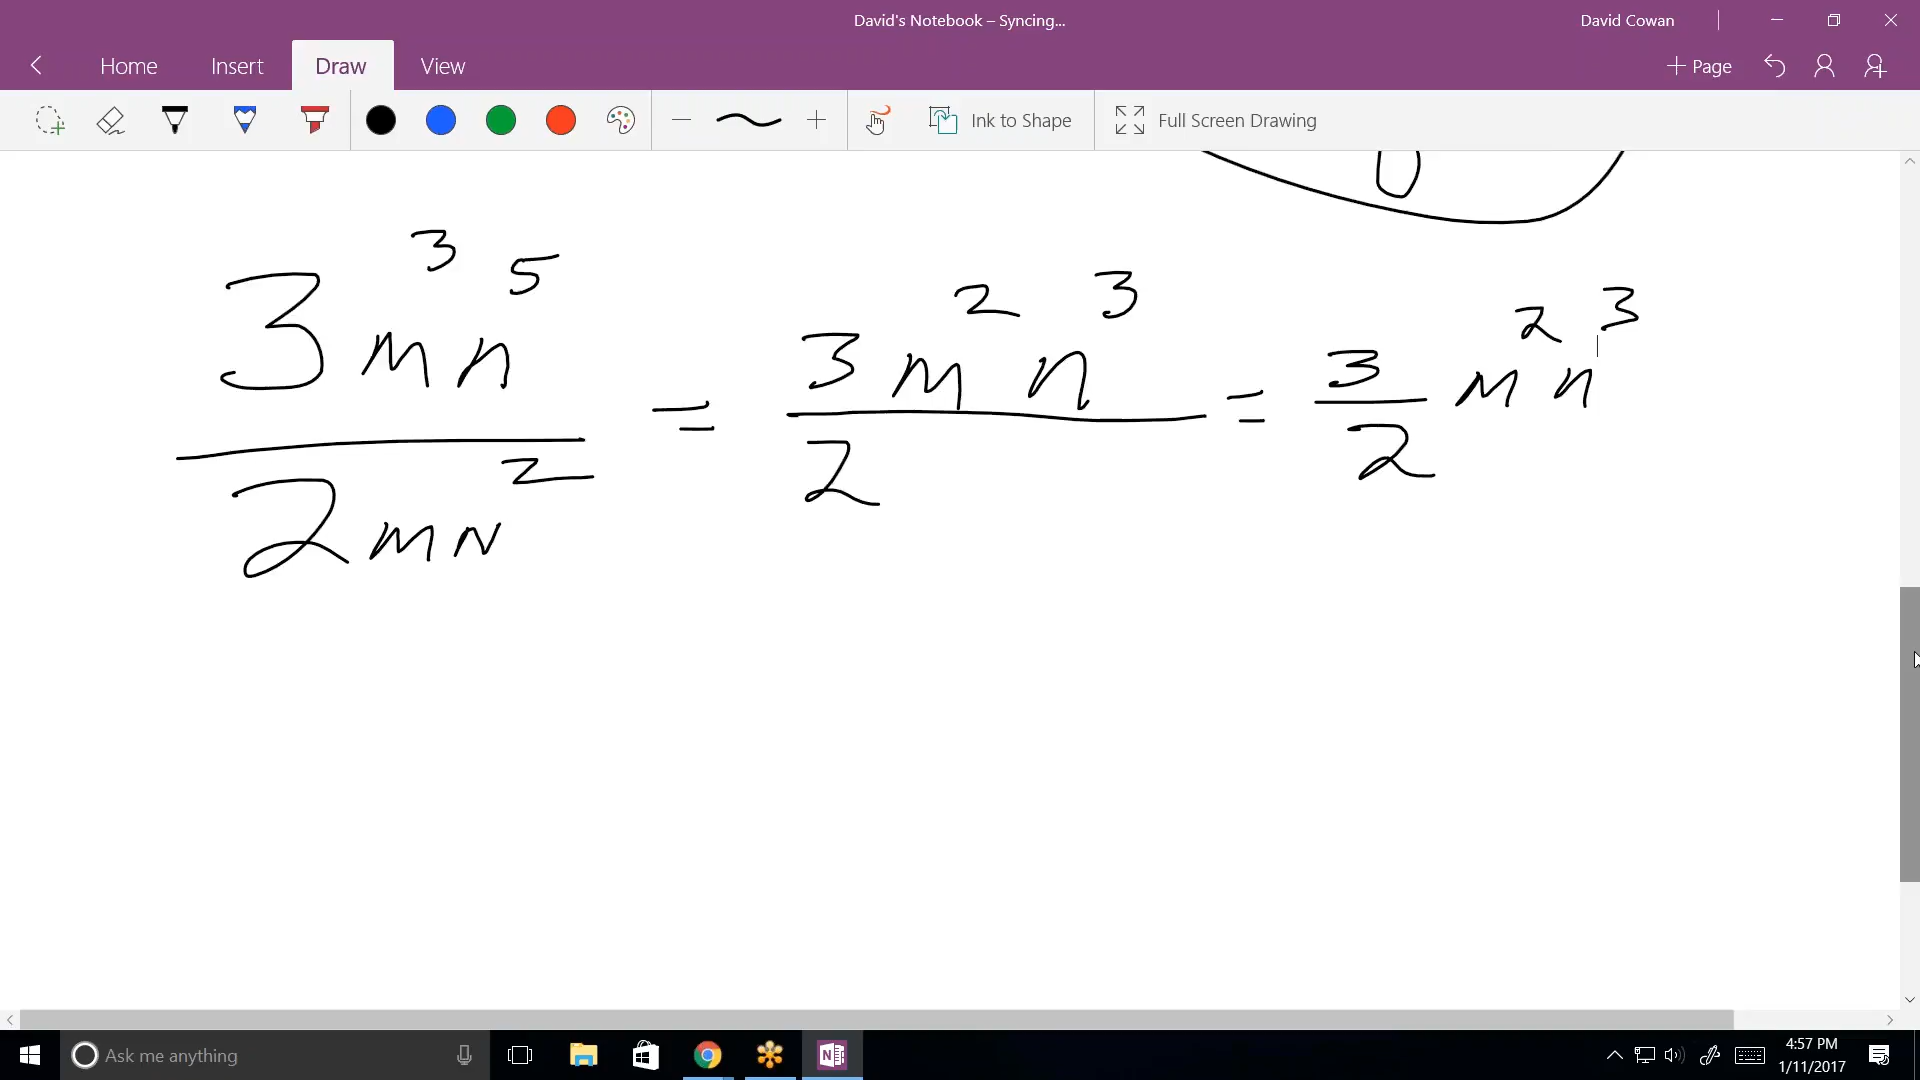 David's Notebook – Syncing...
David Cowan
Home Insert Draw View
Page
Ink to Shape
Full Screen Drawing
3m³n⁵ / 2mn² = 3m²n³ / 2 = 3/2 m²n³
Ask me anything
4:57 PM
1/11/2017